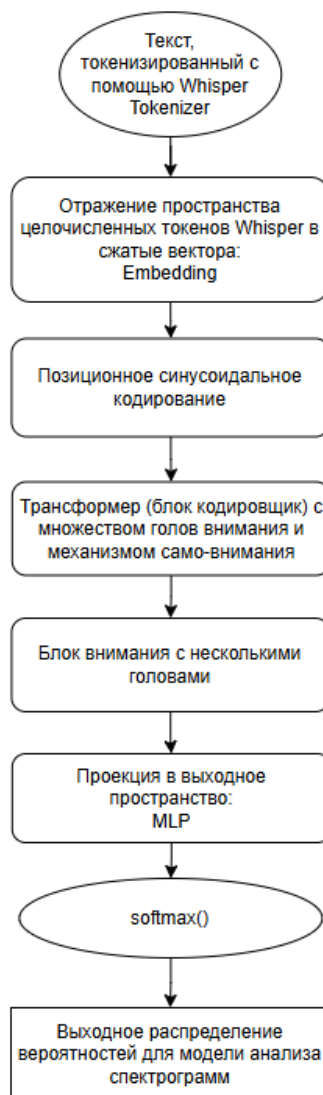 Текст,
токенизированный с
помощью Whisper
Tokenizer
Отражение пространства
целочисленных токенов Whisper в
сжатые вектора:
Embedding
Позиционное синусоидальное
кодирование
Трансформер (блок кодировщик) с
множеством голов внимания и
механизмом само-внимания
Блок внимания с несколькими
головами
Проекция в выходное
пространство:
MLP
softmax()
Выходное распределение
вероятностей для модели анализа
спектрограмм